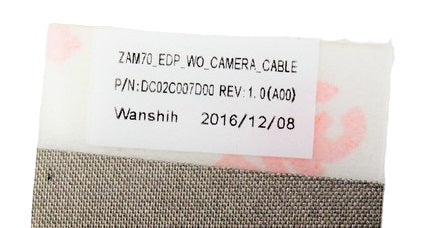 ZAM70_EDP_WO_CAMERA_CABLE
P/N:DC02C007D00 REV:1.0(A00)
Wanshih 2016/12/08